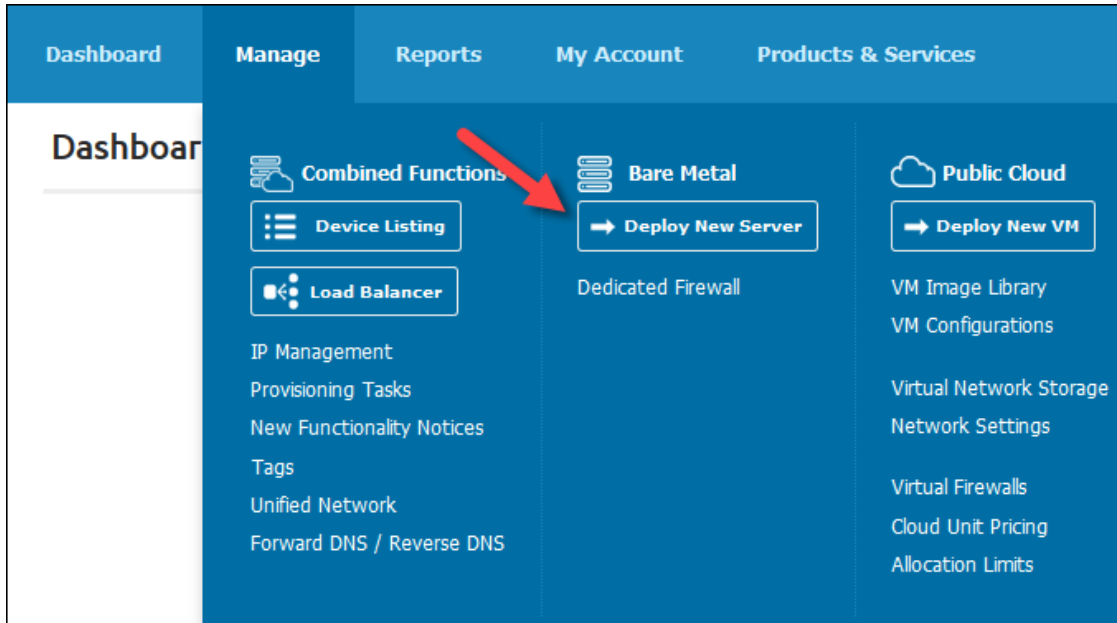 Dashboard
Manage
Reports
My Account
Products & Services
Dashboar
Combined Functions
Device Listing
Load Balancer
IP Management
Provisioning Tasks
New Functionality Notices
Tags
Unified Network
Forward DNS / Reverse DNS
Bare Metal
Deploy New Server
Dedicated Firewall
Public Cloud
Deploy New VM
VM Image Library
VM Configurations
Virtual Network Storage
Network Settings
Virtual Firewalls
Cloud Unit Pricing
Allocation Limits